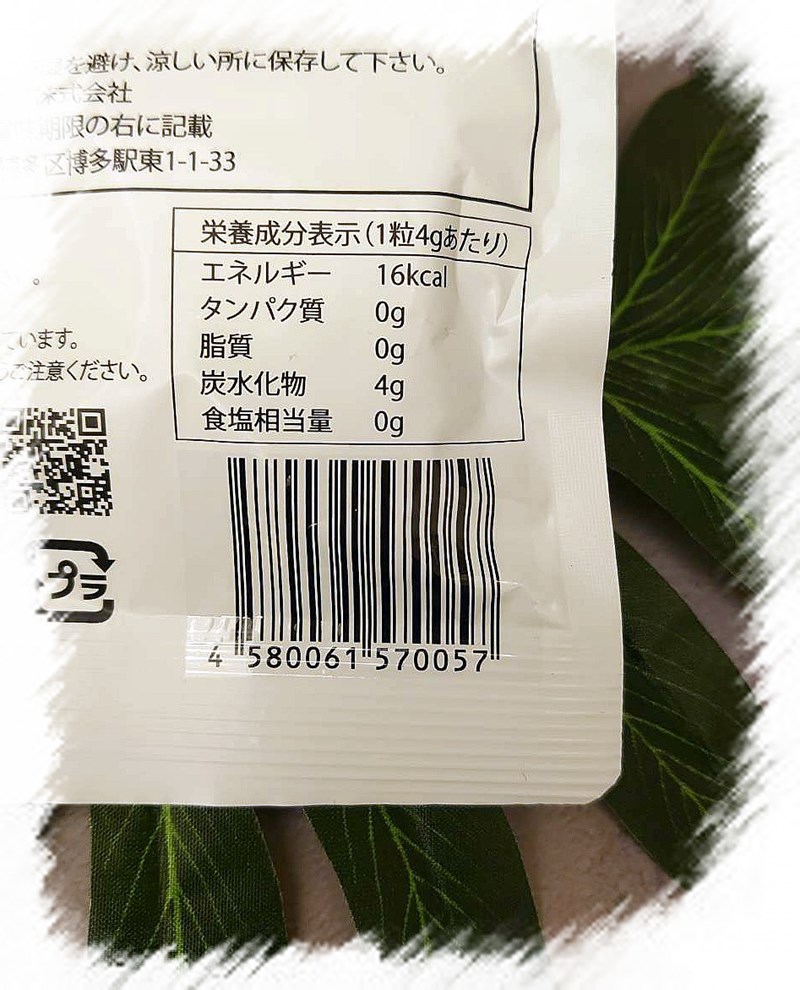 を避け、涼しい所に保存して下さい。
株式会社
期限の右に記載
区博多駅東1-1-33
栄養成分表示(1粒4gあたり)
エネルギー 16kcal
タンパク質 0g
脂質 0g
炭水化物 4g
食塩相当量 0g
。
ています。
ご注意ください。
プラ
4 580061 570057